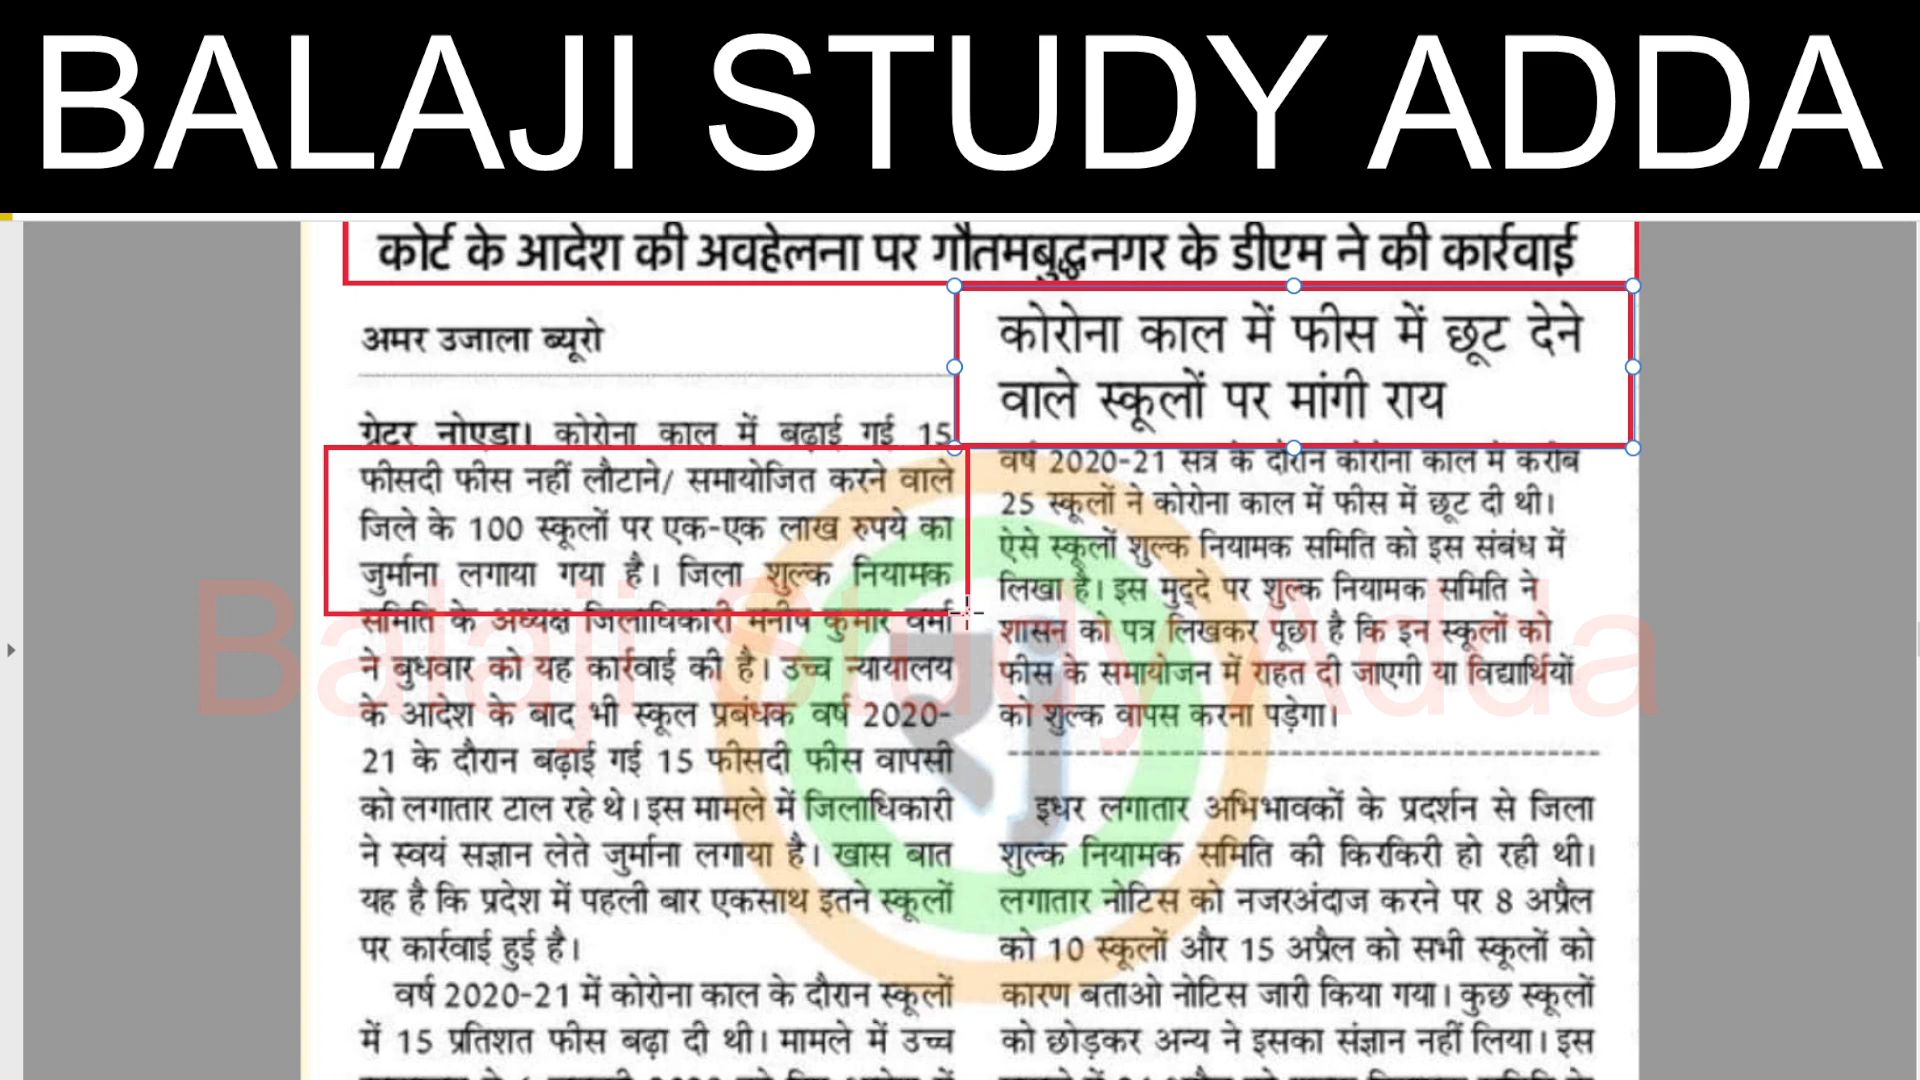 BALAJI STUDY ADDA
कोर्ट के आदेश की अवहेलना पर गौतमबुद्धनगर के डीएम ने की कार्रवाई
अमर उजाला ब्यूरो
ग्रेटर नोएडा। कोरोना काल में बढ़ाई गई 15
फीसदी फीस नहीं लौटाने/ समायोजित करने वाले
जिले के 100 स्कूलों पर एक-एक लाख रुपये का
जुर्माना लगाया गया है। जिला शुल्क नियामक
समिति के अध्यक्ष जिलाधिकारी मनीष कुमार वर्मा
ने बुधवार को यह कार्रवाई की है। उच्च न्यायालय
के आदेश के बाद भी स्कूल प्रबंधक वर्ष 2020-
21 के दौरान बढ़ाई गई 15 फीसदी फीस वापसी
को लगातार टाल रहे थे। इस मामले में जिलाधिकारी
ने स्वयं सज्ञान लेते जुर्माना लगाया है। खास बात
यह है कि प्रदेश में पहली बार एकसाथ इतने स्कूलों
पर कार्रवाई हुई है।
वर्ष 2020-21 में कोरोना काल के दौरान स्कूलों
में 15 प्रतिशत फीस बढ़ा दी थी। मामले में उच्च
कोरोना काल में फीस में छूट देने
वाले स्कूलों पर मांगी राय
वर्ष 2020-21 सत्र के दौरान कोरोना काल में करीब
25 स्कूलों ने कोरोना काल में फीस में छूट दी थी।
ऐसे स्कूलों शुल्क नियामक समिति को इस संबंध में
लिखा है। इस मुद्दे पर शुल्क नियामक समिति ने
शासन को पत्र लिखकर पूछा है कि इन स्कूलों को
फीस के समायोजन में राहत दी जाएगी या विद्यार्थियों
को शुल्क वापस करना पड़ेगा।
इधर लगातार अभिभावकों के प्रदर्शन से जिला
शुल्क नियामक समिति की किरकिरी हो रही थी।
लगातार नोटिस को नजरअंदाज करने पर 8 अप्रैल
को 10 स्कूलों और 15 अप्रैल को सभी स्कूलों को
कारण बताओ नोटिस जारी किया गया। कुछ स्कूलों
को छोड़कर अन्य ने इसका संज्ञान नहीं लिया। इस
Balaji Study Adda